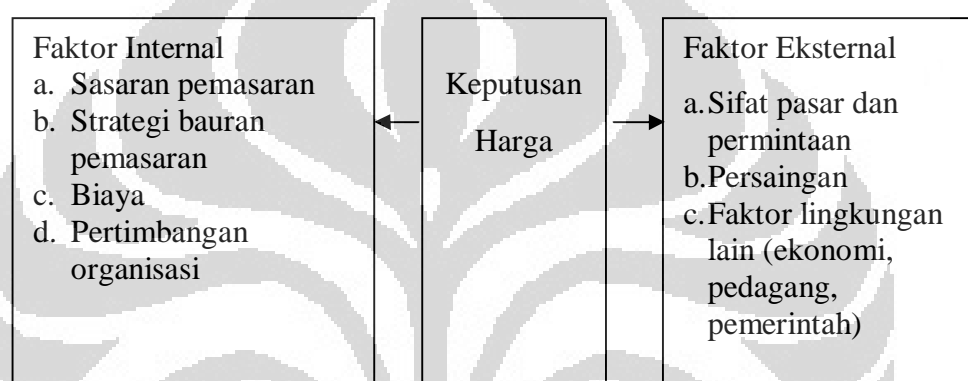 Faktor Internal
a. Sasaran pemasaran
b. Strategi bauran
pemasaran
c. Biaya
d. Pertimbangan
organisasi
Keputusan
Harga
Faktor Eksternal
a.Sifat pasar dan
permintaan
b.Persaingan
c.Faktor lingkungan
lain (ekonomi,
pedagang,
pemerintah)